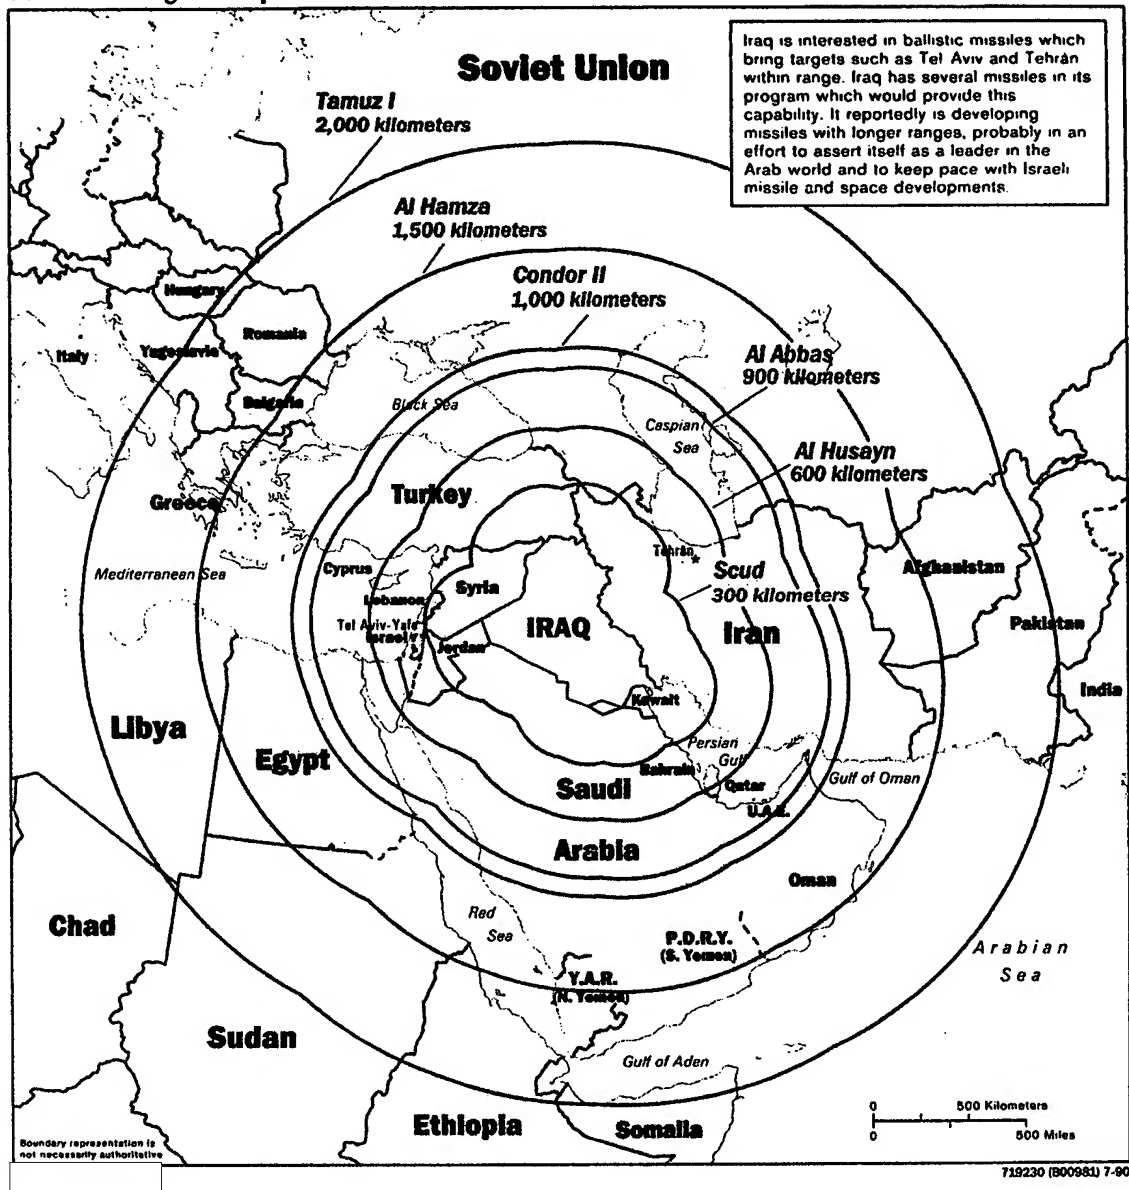 Soviet Union
Iraq is interested in ballistic missiles which
bring targets such as Tel Aviv and Tehrān
within range. Iraq has several missiles in its
program which would provide this
capability. It reportedly is developing
missiles with longer ranges, probably in an
effort to assert itself as a leader in the
Arab world and to keep pace with Israeli
missile and space developments.
Tamuz I
2,000 kilometers
Al Hamza
1,500 kilometers
Condor II
1,000 kilometers
Hungary
Romania
Italy
Yugoslavia
Al Abbas
900 kilometers
Bulgaria
Black Sea
Caspian
Sea
Al Husayn
600 kilometers
Turkey
Greece
Tehrān
Mediterranean Sea
Cyprus
Syria
Scud
300 kilometers
Afghanistan
Lebanon
Tel Aviv-Yafo
Israel
IRAQ
Iran
Pakistan
Jordan
India
Kuwait
Libya
Egypt
Persian
Gulf
Bahrain
Qatar
Gulf of Oman
Saudi
U.A.E.
Arabia
Oman
Chad
Red
Sea
P.D.R.Y.
(S. Yemen)
Arabian
Sea
Y.A.R.
(N. Yemen)
Sudan
Gulf of Aden
Ethiopia
Somalia
0 500 Kilometers
0 500 Miles
Boundary representation is
not necessarily authoritative
719230 (B00981) 7-90